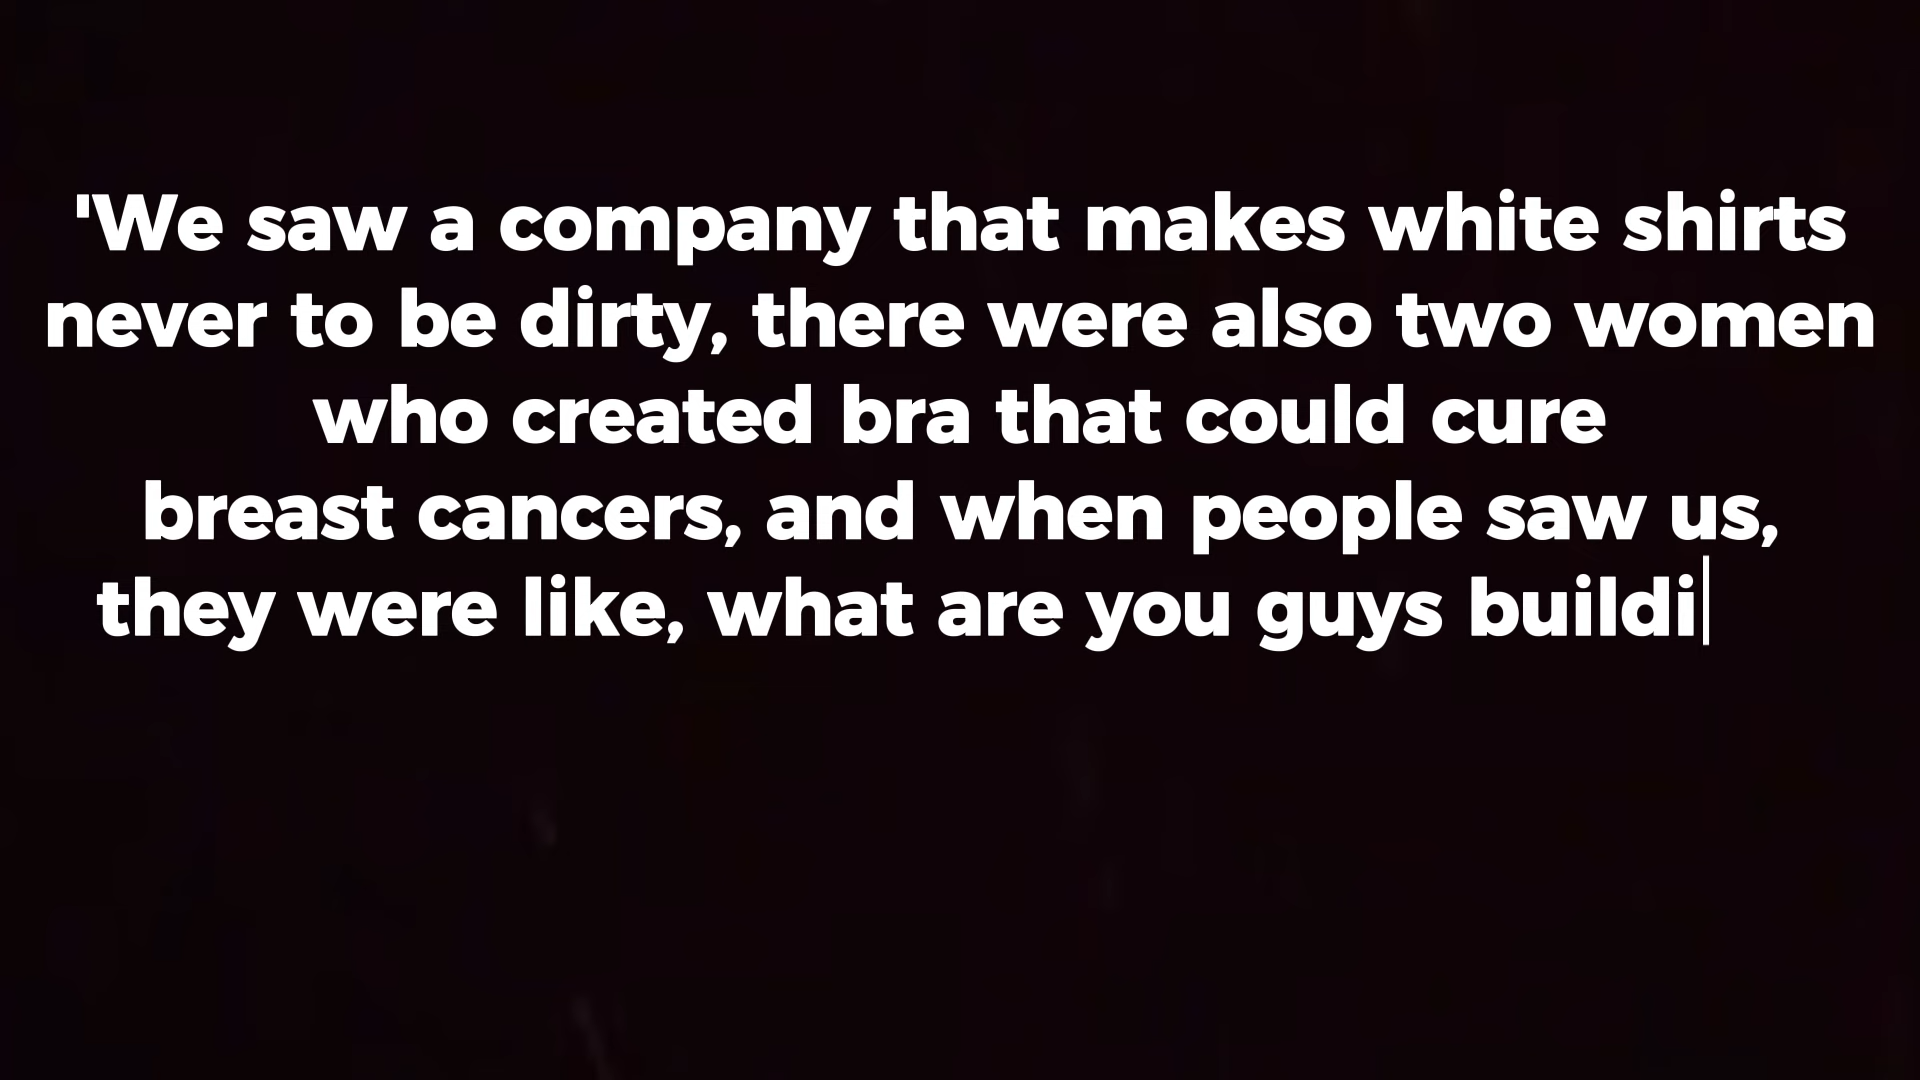 'We saw a company that makes white shirts
never to be dirty, there were also two women
who created bra that could cure
breast cancers, and when people saw us,
they were like, what are you guys buildi